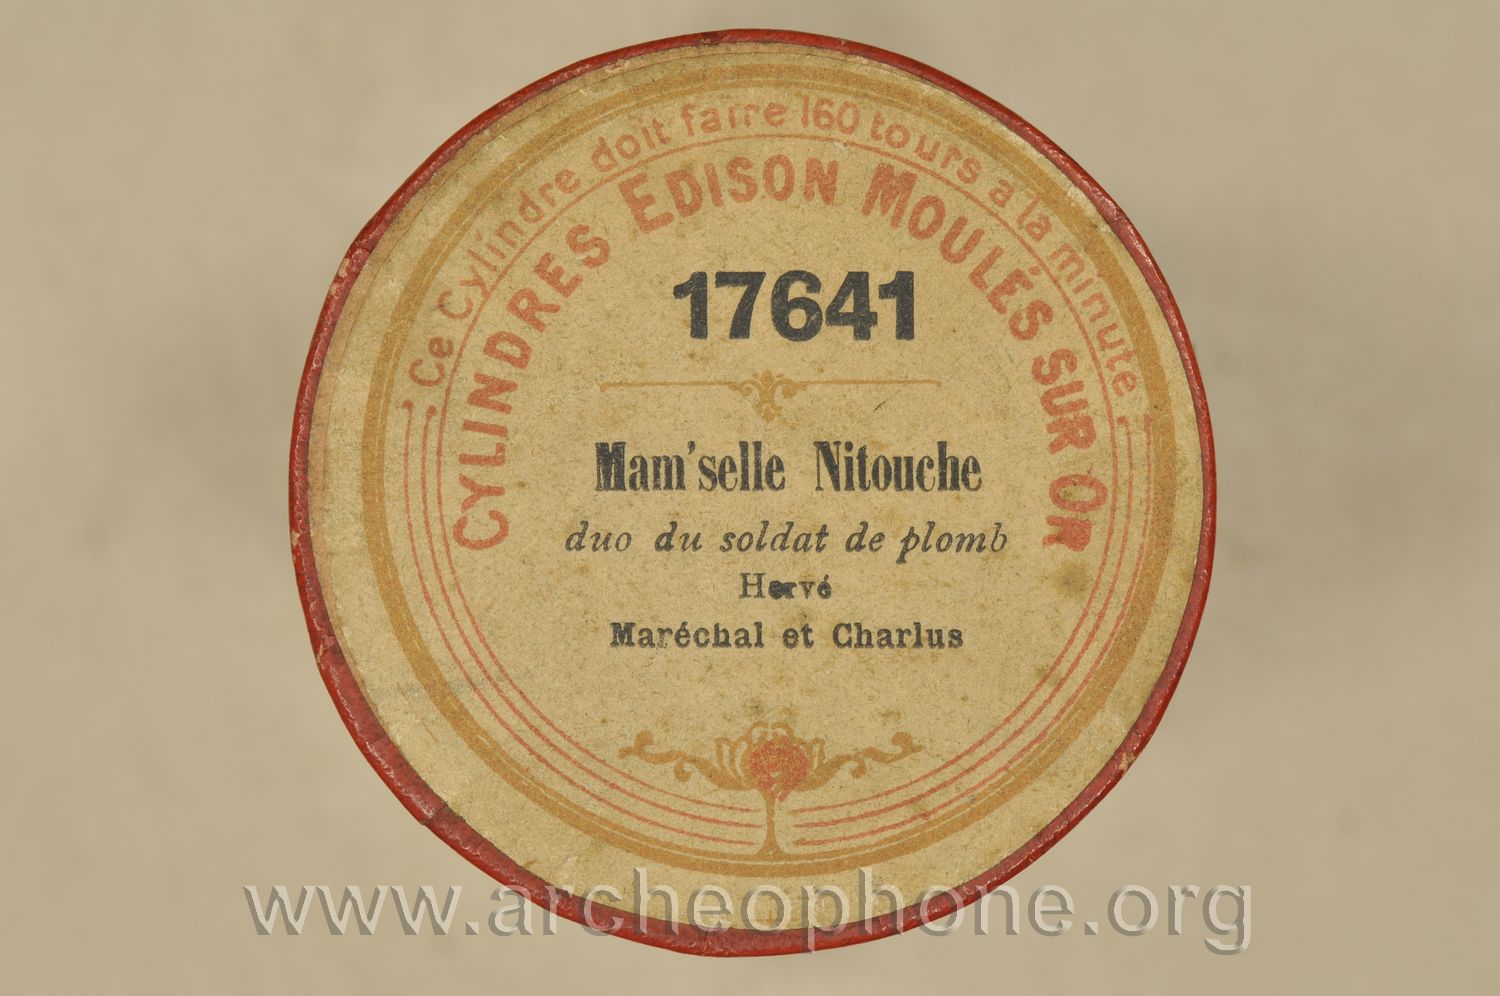 Ce Cylindre doit faire 160 tours a la minute.
CYLINDRES EDISON MOULÉS SUR OR
17641
Mam'selle Nitouche
duo du soldat de plomb
Hervé
Maréchal et Charlus
www.archeophone.org